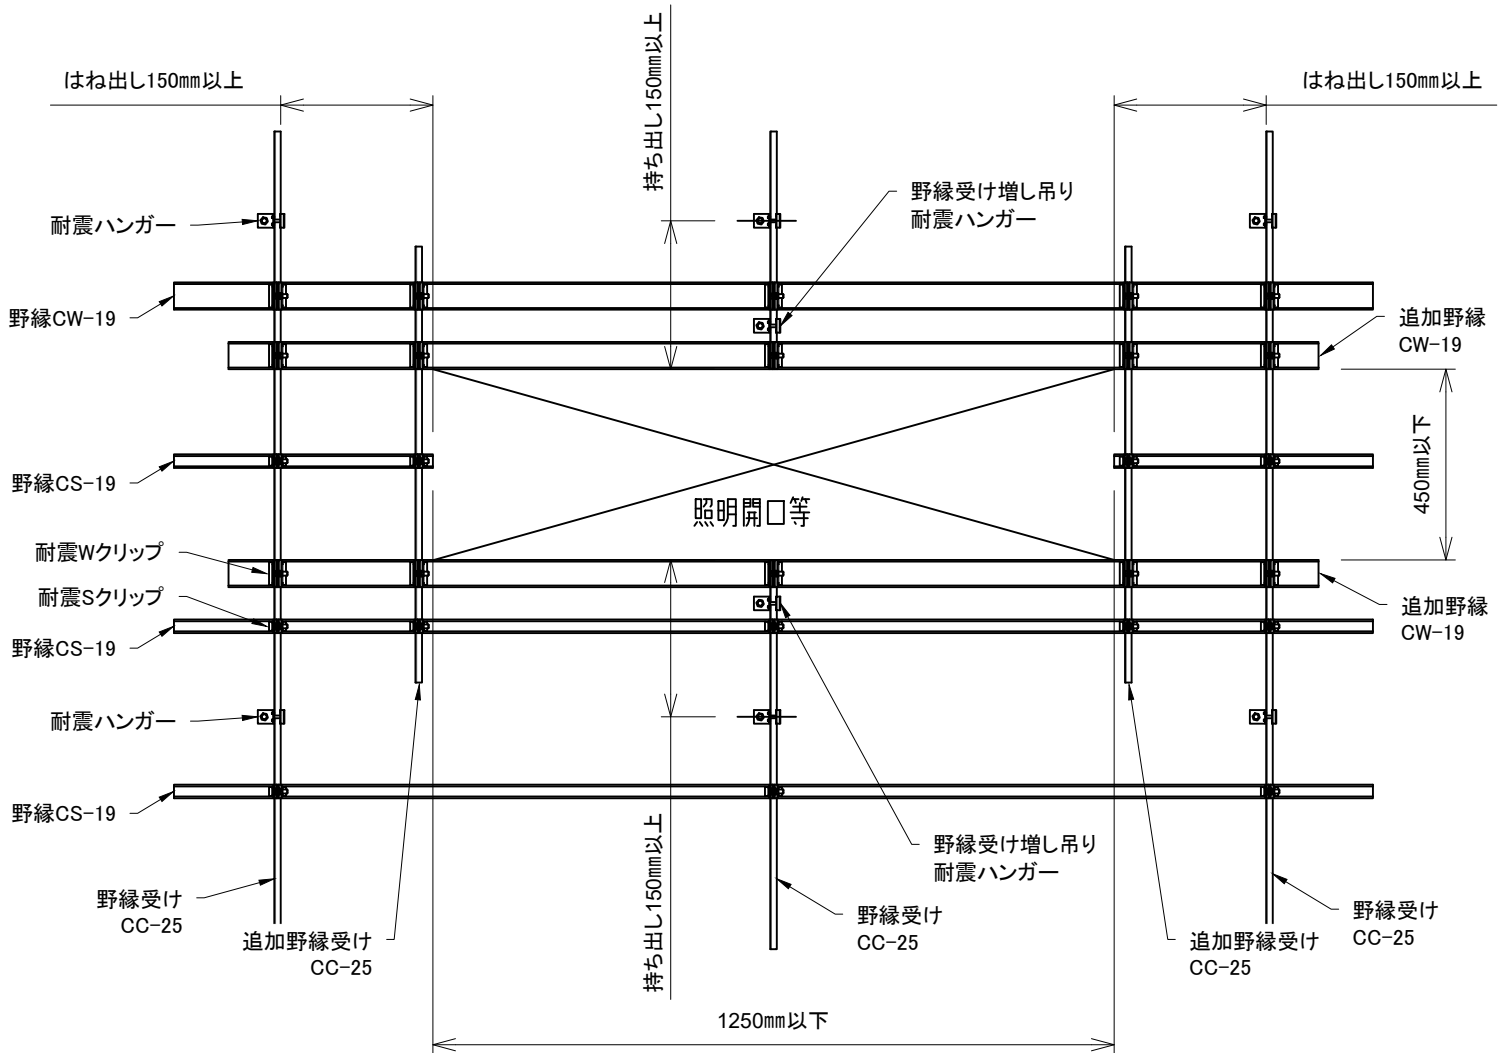 はね出し150㎜以上
持ち出し150㎜以上
はね出し150㎜以上
野縁受け増し吊り
耐震ハンガー
耐震ハンガー
野縁CW-19
追加野縁
CW-19
野縁CS-19
450㎜以下
照明開口等
耐震Wクリップ
耐震Sクリップ
野縁CS-19
追加野縁
CW-19
耐震ハンガー
野縁CS-19
持ち出し150㎜以上
野縁受け増し吊り
耐震ハンガー
野縁受け
CC-25
追加野縁受け
CC-25
野縁受け
CC-25
追加野縁受け
CC-25
野縁受け
CC-25
1250㎜以下